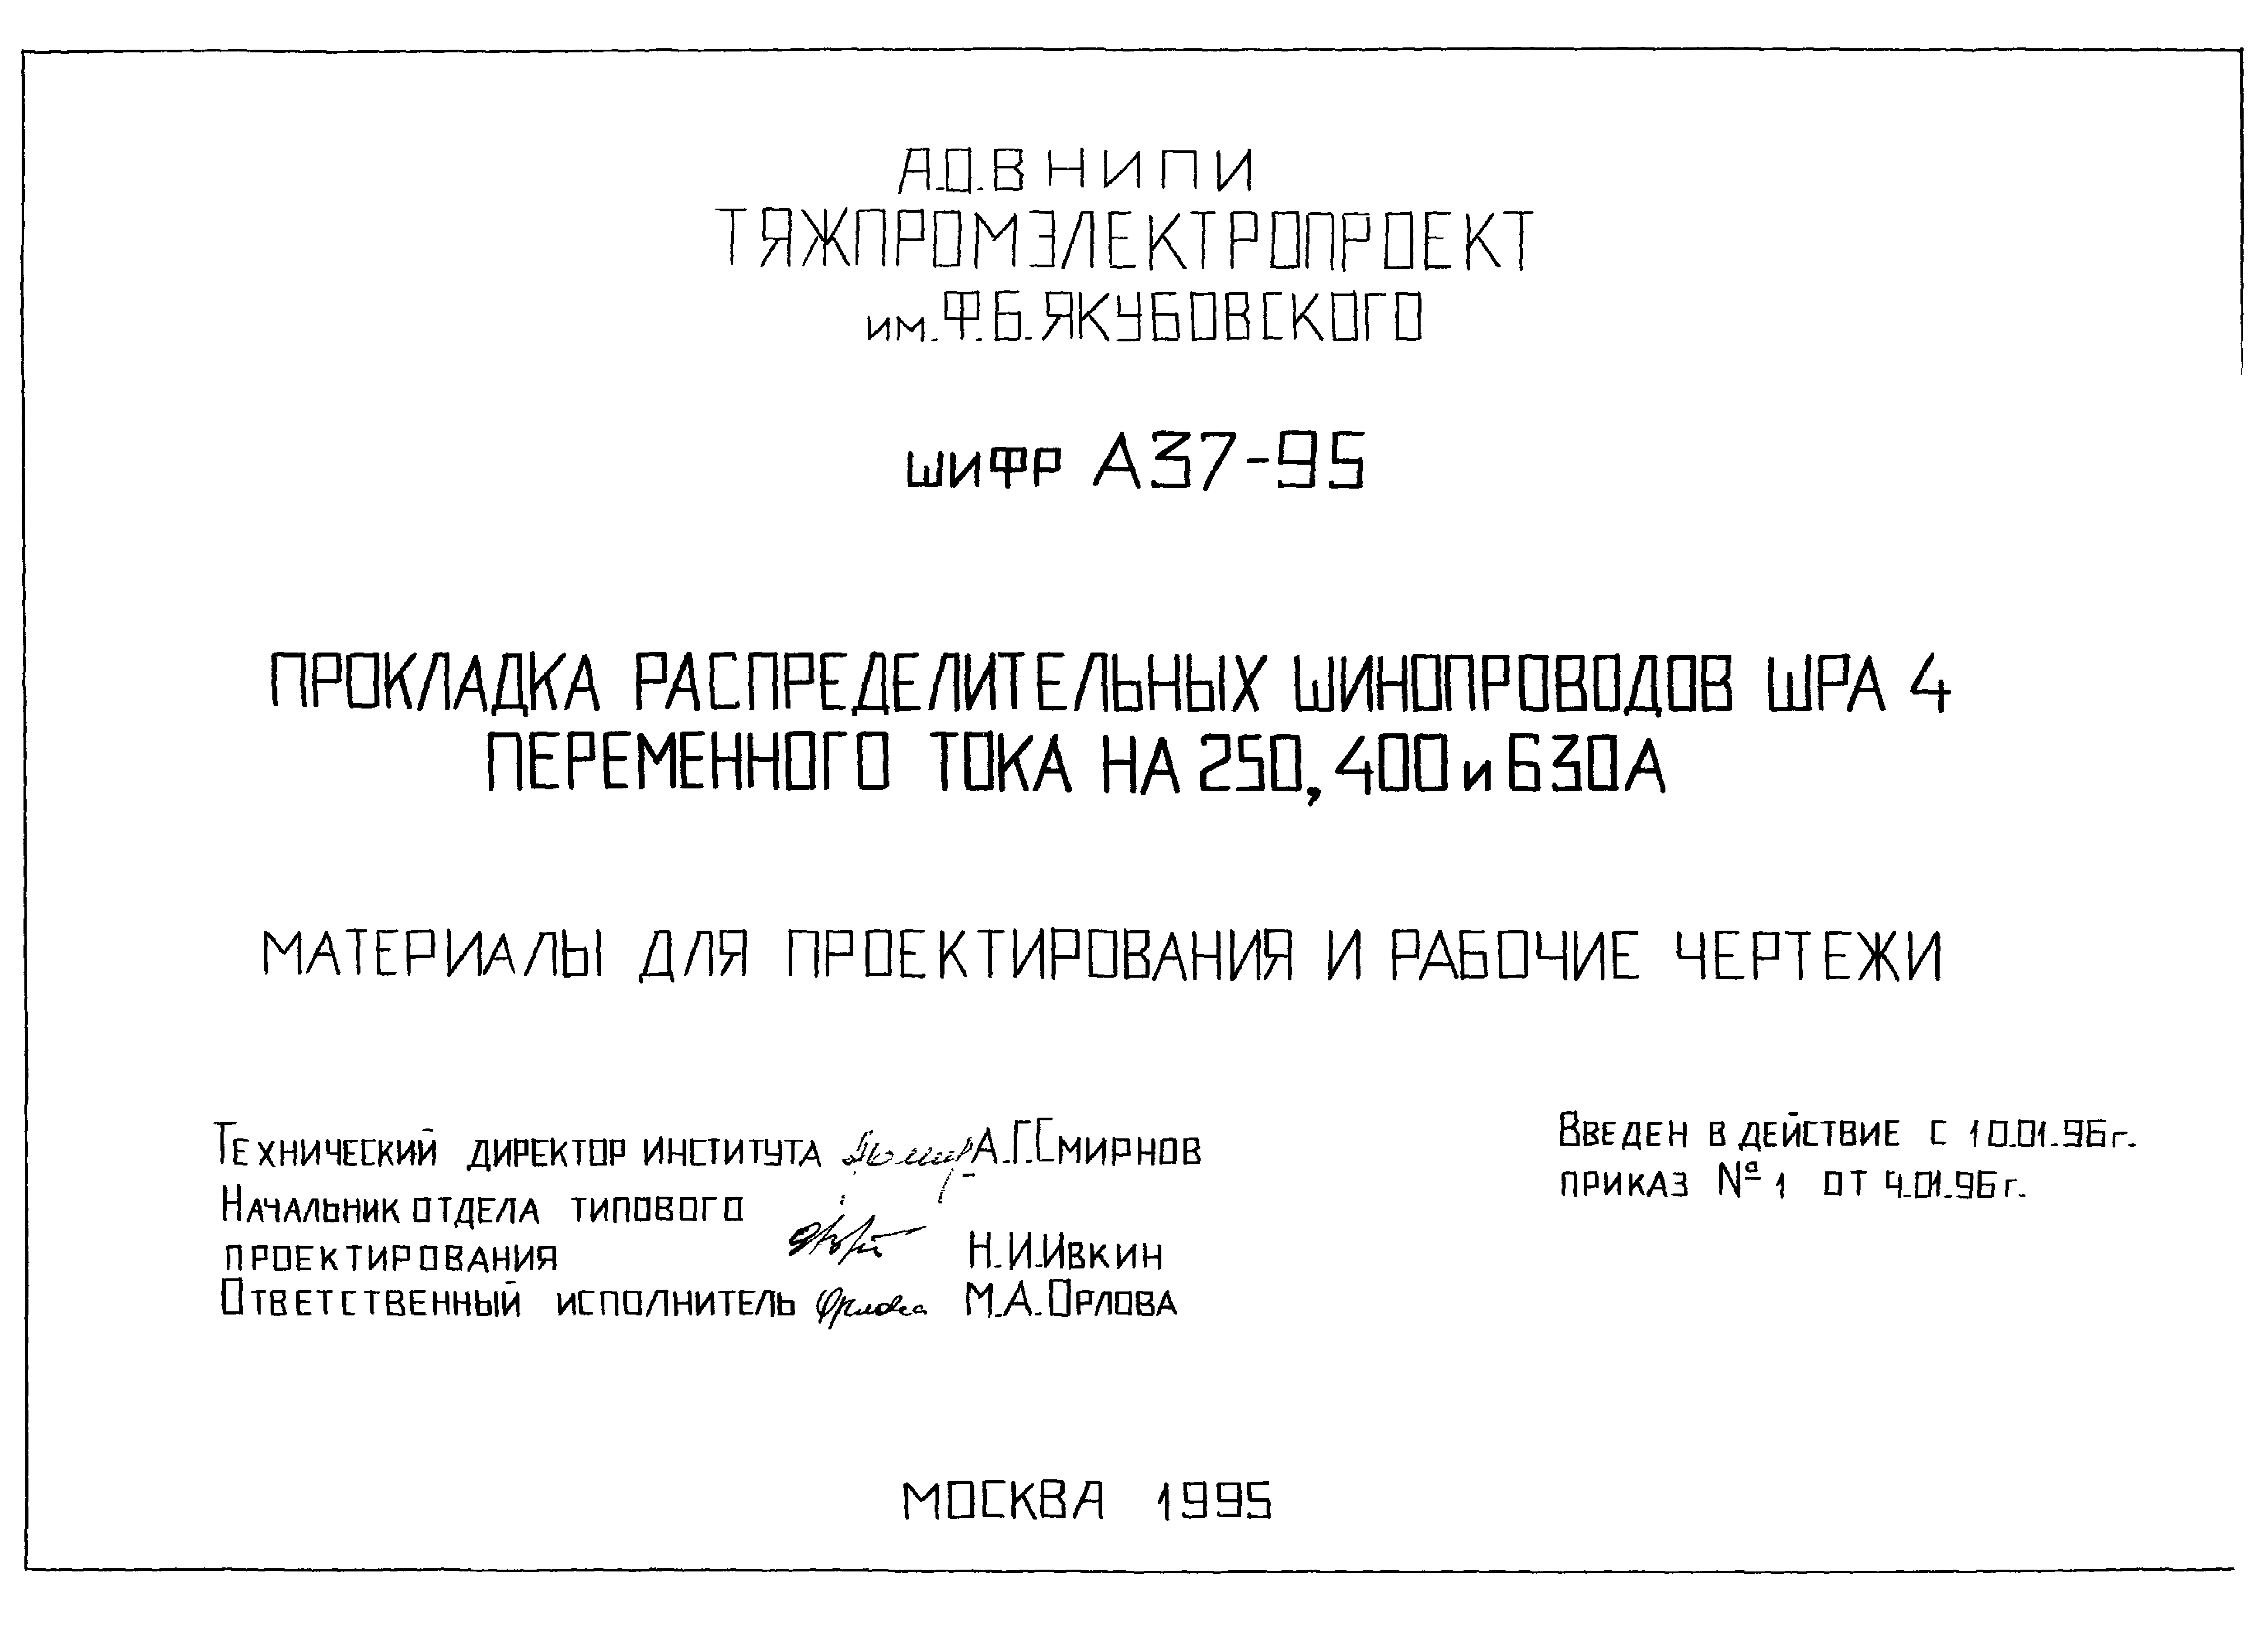 А.О. ВНИПИ
ТЯЖПРОМЭЛЕКТРОПРОЕКТ
им. Ф.Б. ЯКУБОВСКОГО
шифр А37-95
ПРОКЛАДКА РАСПРЕДЕЛИТЕЛЬНЫХ ШИНОПРОВОДОВ ШРА 4
ПЕРЕМЕННОГО ТОКА НА 250, 400 и 630А
МАТЕРИАЛЫ ДЛЯ ПРОЕКТИРОВАНИЯ И РАБОЧИЕ ЧЕРТЕЖИ
ТЕХНИЧЕСКИЙ ДИРЕКТОР ИНСТИТУТА А.Г.СМИРНОВ
НАЧАЛЬНИК ОТДЕЛА ТИПОВОГО
ПРОЕКТИРОВАНИЯ Н.И.ИВКИН
ОТВЕТСТВЕННЫЙ ИСПОЛНИТЕЛЬ М.А.ОРЛОВА
ВВЕДЕН В ДЕЙСТВИЕ С 10.01.96г.
ПРИКАЗ № 1 ОТ 4.01.96г.
МОСКВА 1995